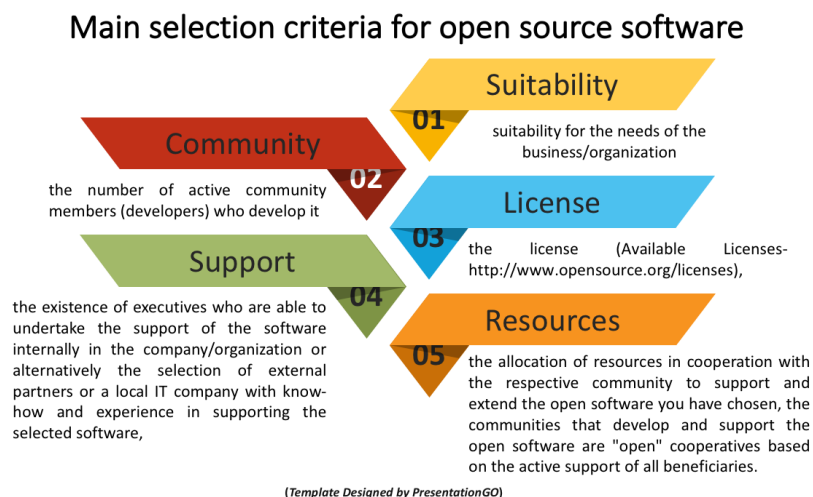 Main selection criteria for open source software
Suitability
01
suitability for the needs of the
business/organization
Community
02
the number of active community
members (developers) who develop it
License
03
the license (Available Licenses-
http://www.opensource.org/licenses),
Support
04
the existence of executives who are able to
undertake the support of the software
internally in the company/organization or
alternatively the selection of external
partners or a local IT company with know-
how and experience in supporting the
selected software,
Resources
05
the allocation of resources in cooperation with
the respective community to support and
extend the open software you have chosen, the
communities that develop and support the
open software are "open" cooperatives based
on the active support of all beneficiaries.
(Template Designed by PresentationGO)